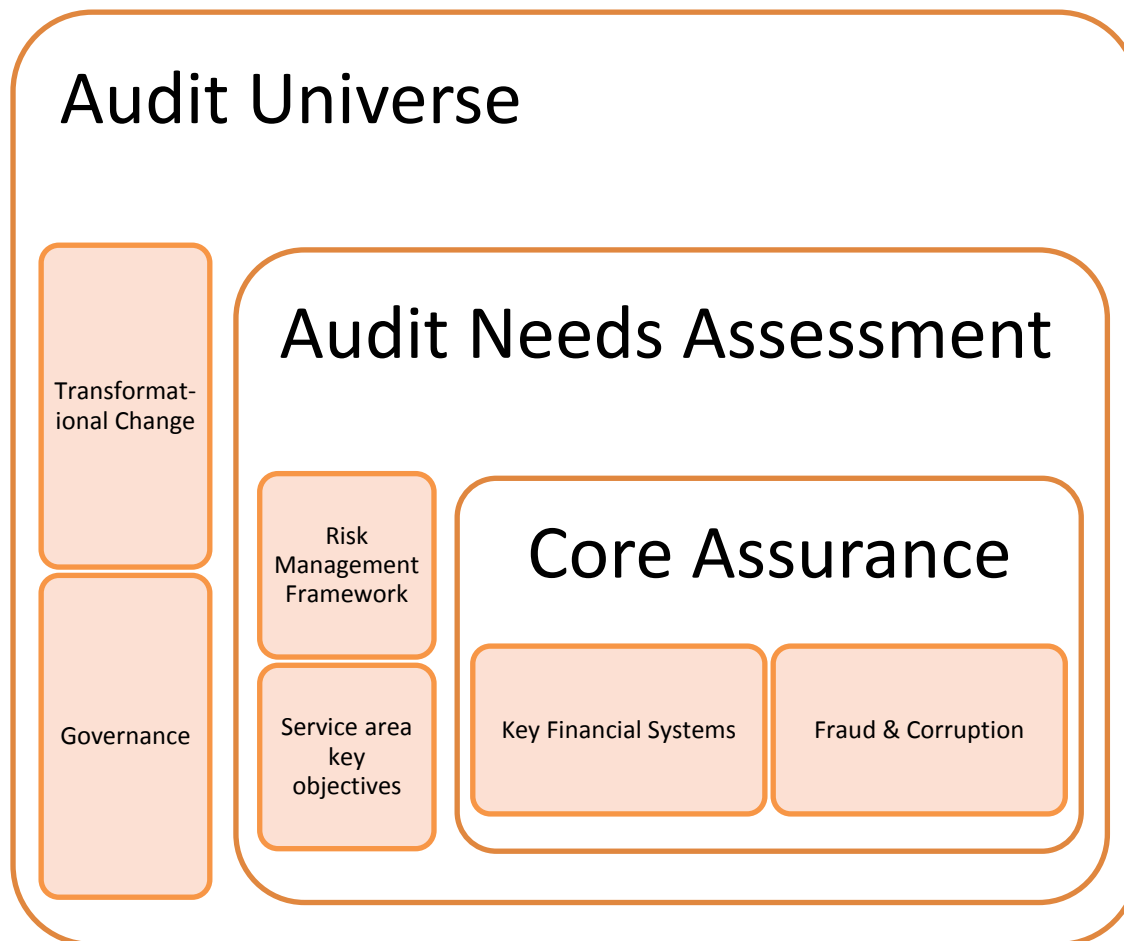 Audit Universe
Transformat-
ional Change
Governance
Audit Needs Assessment
Risk
Management
Framework
Service area
key
objectives
Core Assurance
Key Financial Systems
Fraud & Corruption